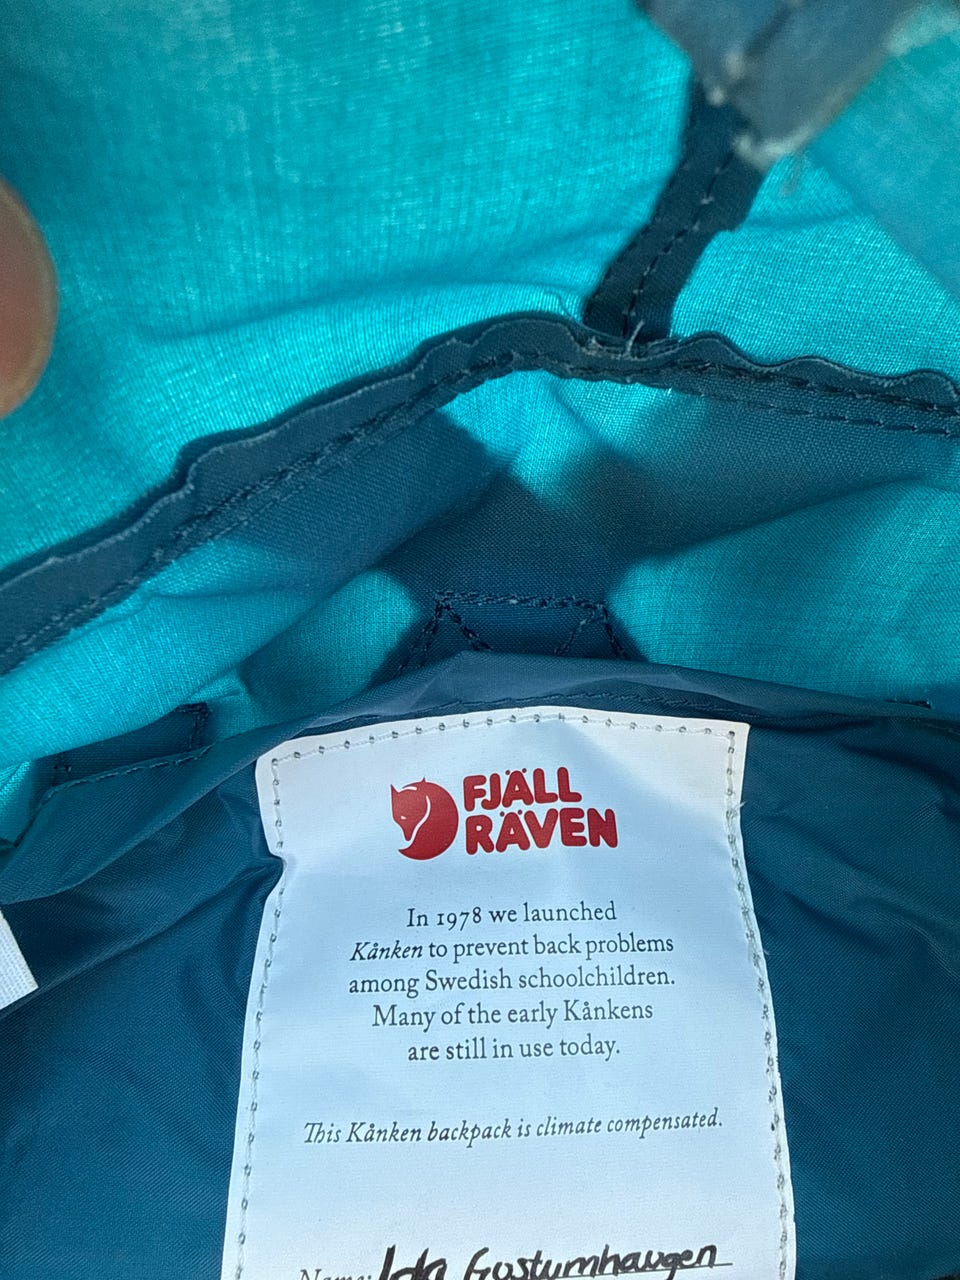 FJÄLL
RÄVEN
In 1978 we launched
Kånken to prevent back problems
among Swedish schoolchildren.
Many of the early Kånkens
are still in use today.
This Kånken backpack is climate compensated.
Name: Ida Gustumhaugen